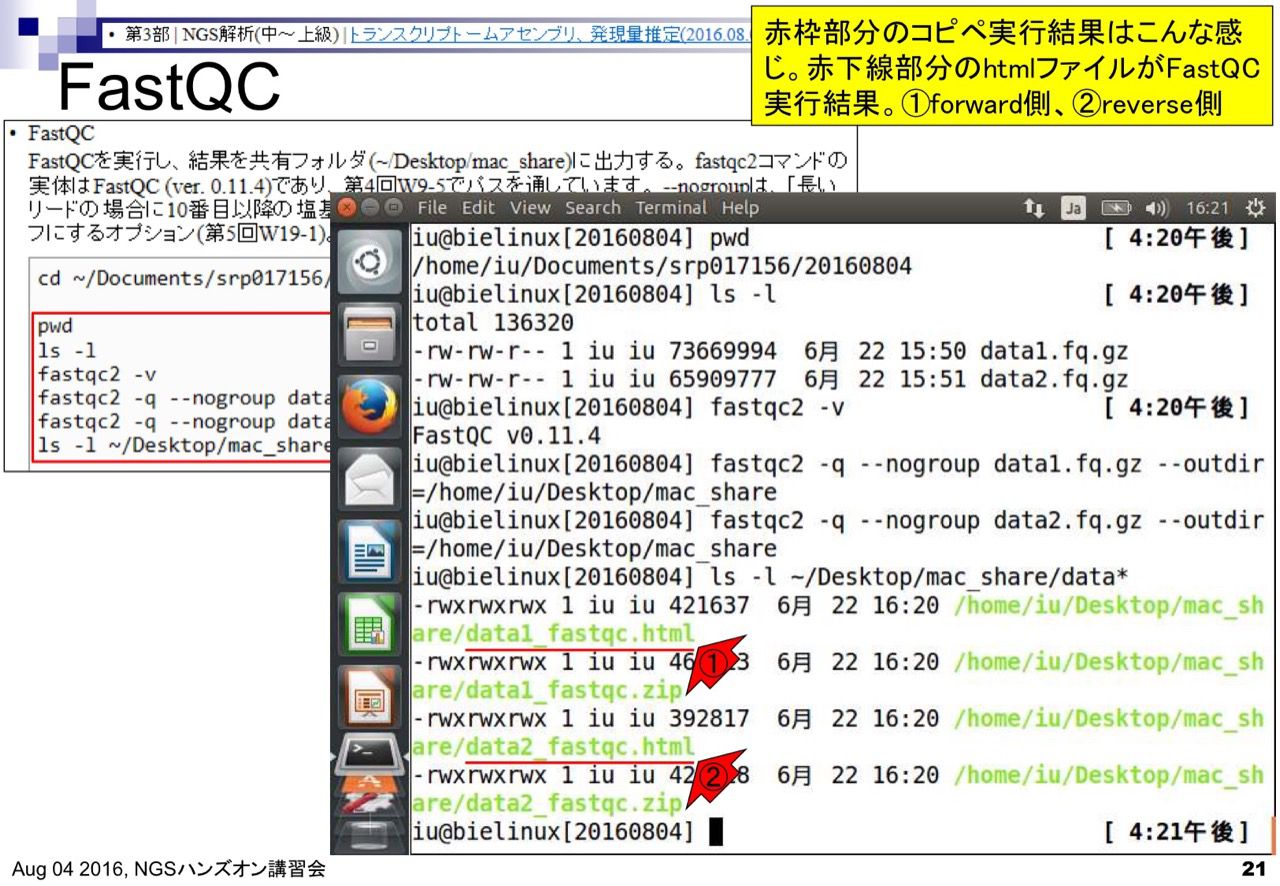 • 第3部 | NGS解析(中～上級) | トランスクリプトームアセンブリ、発現量推定(2016.08.
赤枠部分のコピペ実行結果はこんな感
じ。赤下線部分のhtmlファイルがFastQC
実行結果。①forward側、②reverse側
FastQC
• FastQC
FastQCを実行し、結果を共有フォルダ(~/Desktop/mac_share)に出力する。fastqc2コマンドの
実体はFastQC (ver. 0.11.4)であり、第4回W9-5でパスを通しています。--nogroupは、「長い
リードの場合に10番目以降の塩基
フにするオプション(第5回W19-1)。
cd ~/Documents/srp017156/
pwd
ls -l
fastqc2 -v
fastqc2 -q --nogroup data
fastqc2 -q --nogroup data
ls -l ~/Desktop/mac_share
File Edit View Search Terminal Help
Ja
16:21
iu@bielinux[20160804] pwd [ 4:20午後]
/home/iu/Documents/srp017156/20160804
iu@bielinux[20160804] ls -l [ 4:20午後]
total 136320
-rw-rw-r-- 1 iu iu 73669994 6月 22 15:50 data1.fq.gz
-rw-rw-r-- 1 iu iu 65909777 6月 22 15:51 data2.fq.gz
iu@bielinux[20160804] fastqc2 -v [ 4:20午後]
FastQC v0.11.4
iu@bielinux[20160804] fastqc2 -q --nogroup data1.fq.gz --outdir
=/home/iu/Desktop/mac_share
iu@bielinux[20160804] fastqc2 -q --nogroup data2.fq.gz --outdir
=/home/iu/Desktop/mac_share
iu@bielinux[20160804] ls -l ~/Desktop/mac_share/data*
-rwxrwxrwx 1 iu iu 421637 6月 22 16:20 /home/iu/Desktop/mac_sh
are/data1_fastqc.html
①
-rwxrwxrwx 1 iu iu 6月 22 16:20 /home/iu/Desktop/mac_sh
are/data1_fastqc.zip
-rwxrwxrwx 1 iu iu 392817 6月 22 16:20 /home/iu/Desktop/mac_sh
are/data2_fastqc.html
②
-rwxrwxrwx 1 iu iu 6月 22 16:20 /home/iu/Desktop/mac_sh
are/data2_fastqc.zip
iu@bielinux[20160804] [ 4:21午後]
Aug 04 2016, NGSハンズオン講習会
21